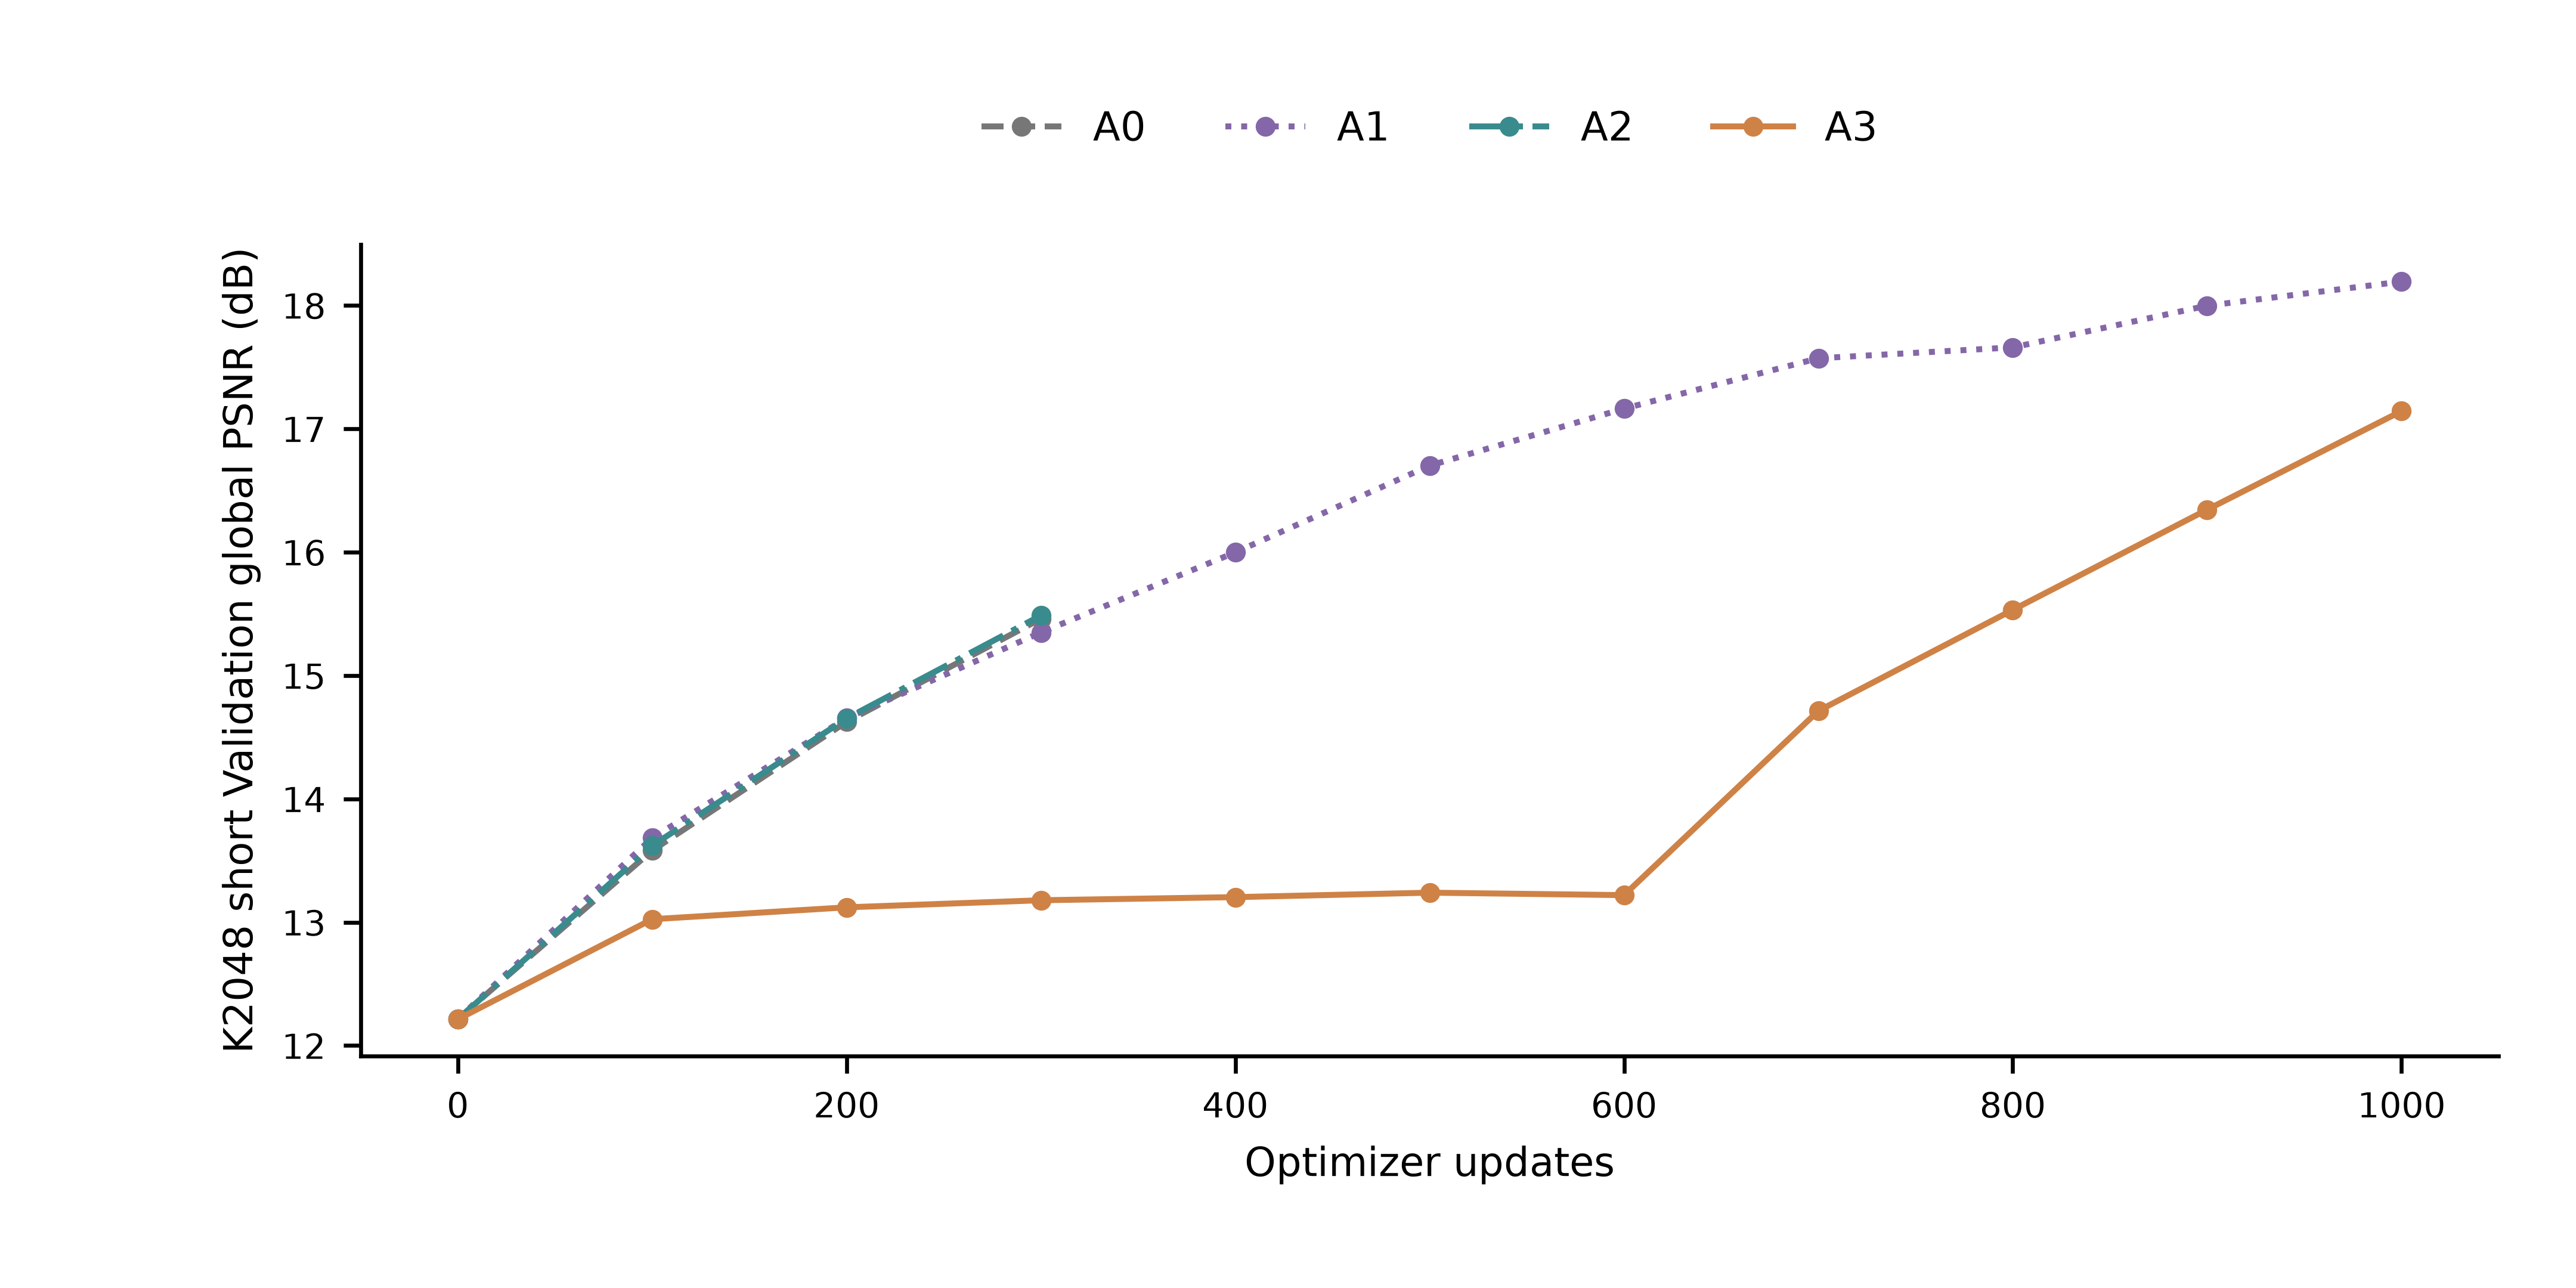 A0 A1 A2 A3
K2048 short Validation global PSNR (dB)
18
17
16
15
14
13
12
0 200 400 600 800 1000
Optimizer updates